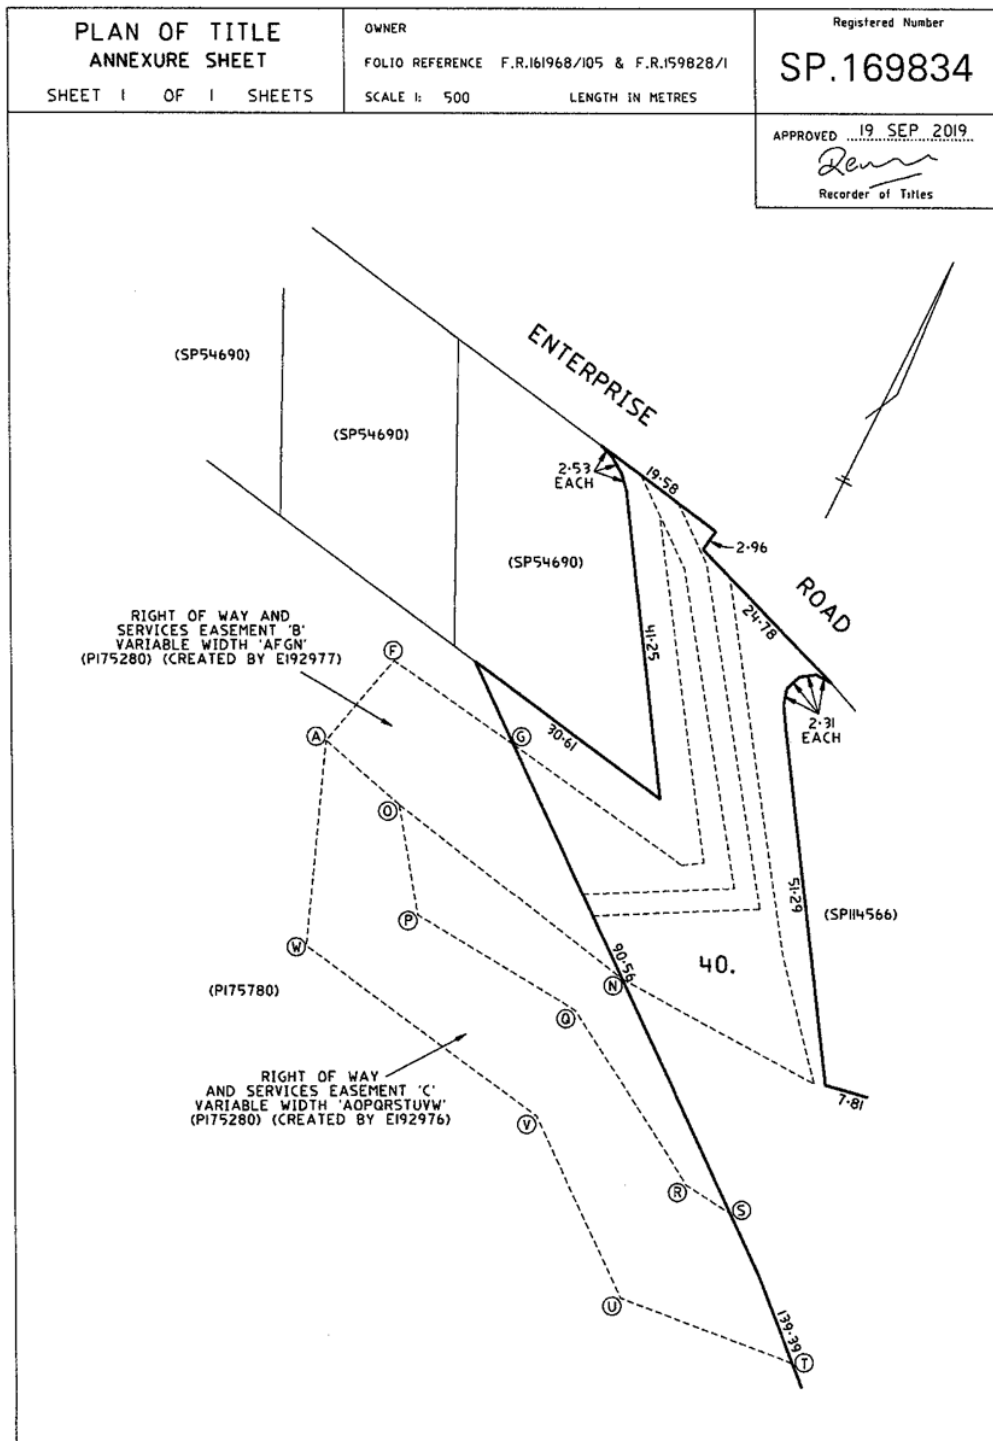 PLAN OF TITLE
ANNEXURE SHEET
SHEET 1 OF 1 SHEETS
OWNER
FOLIO REFERENCE F.R.161968/105 & F.R.159828/1
SCALE 1: 500 LENGTH IN METRES
Registered Number
SP.169834
APPROVED 19 SEP 2019
Recorder of Titles
ENTERPRISE
ROAD
(SP54690)
(SP54690)
(SP54690)
2·53
EACH
19·58
2·96
24·78
41·25
2·31
EACH
30·61
51·29
(SP114566)
RIGHT OF WAY AND
SERVICES EASEMENT 'B'
VARIABLE WIDTH 'AFGN'
(P175280) (CREATED BY E192977)
F
A
G
O
P
W
(P175780)
90·56
40.
N
Q
RIGHT OF WAY
AND SERVICES EASEMENT 'C'
VARIABLE WIDTH 'AOPQRSTUVW'
(P175280) (CREATED BY E192976)
7·81
V
R
S
U
139·39
T